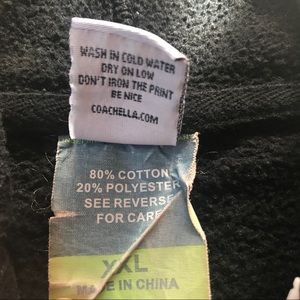 WASH IN COLD WATER
DRY ON LOW
DON'T IRON THE PRINT
BE NICE
COACHELLA.COM
80% COTTON
20% POLYESTER
SEE REVERSE
FOR CARE
XXL
MADE IN CHINA